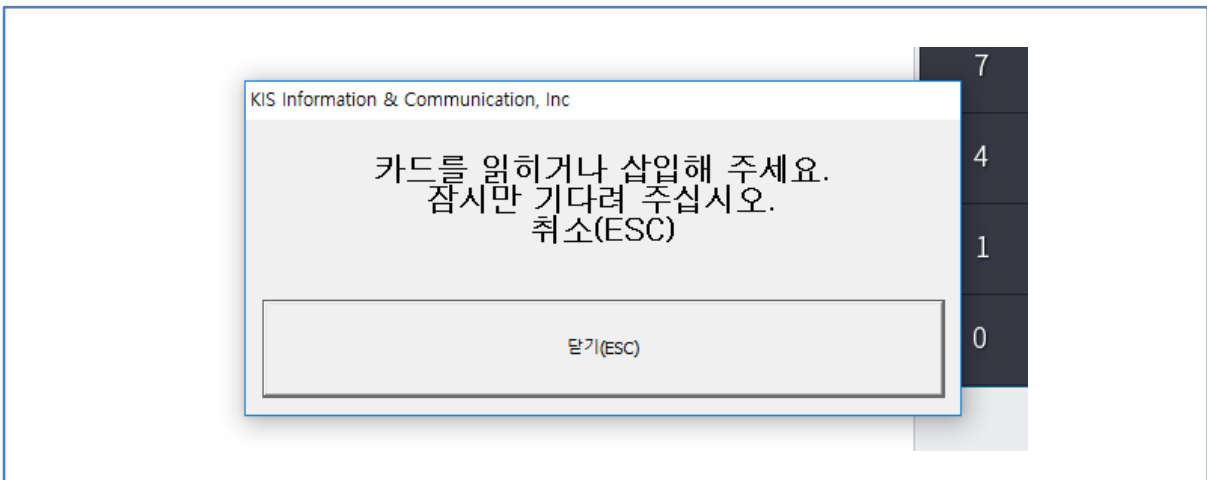 KIS Information & Communication, Inc
카드를 읽히거나 삽입해 주세요.
잠시만 기다려 주십시오.
취소(ESC)
닫기(ESC)
7
4
1
0